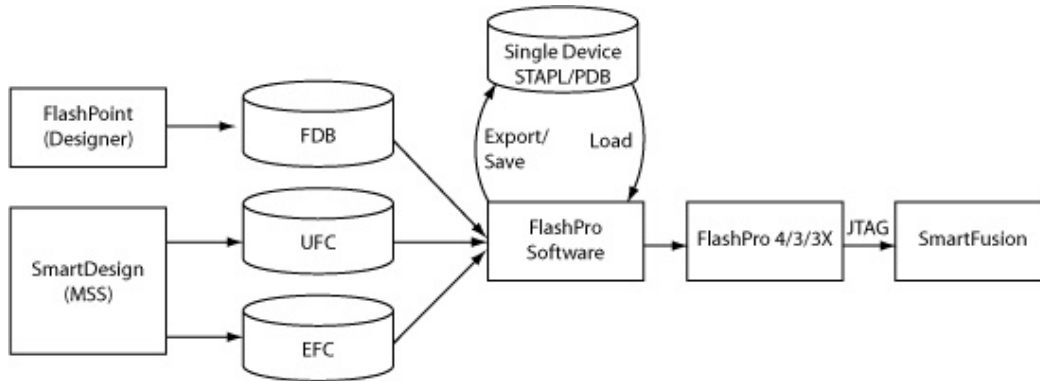 Single Device
STAPL/PDB
FlashPoint
(Designer)
FDB
Export/
Save
Load
SmartDesign
(MSS)
UFC
EFC
FlashPro
Software
FlashPro 4/3/3X
JTAG
SmartFusion